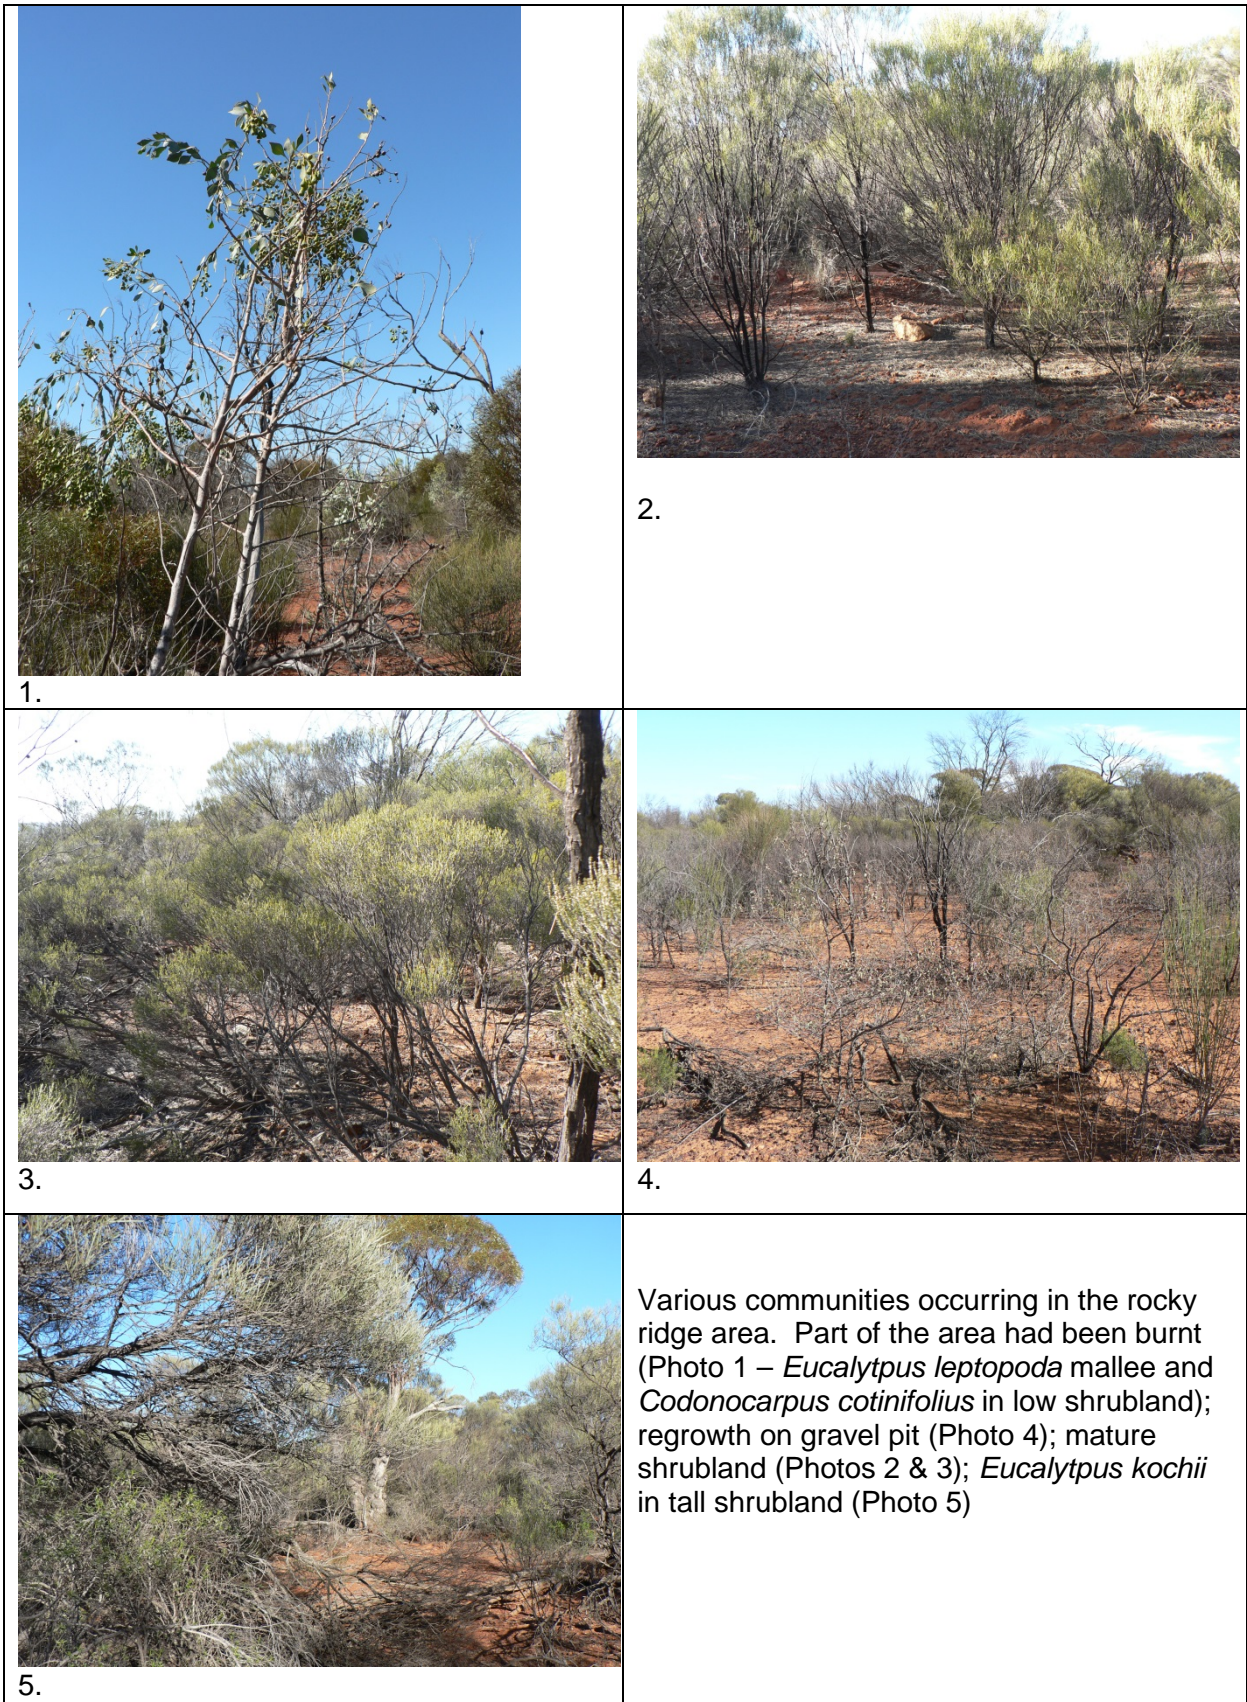 1.
2.
3.
4.
5.
Various communities occurring in the rocky
ridge area.  Part of the area had been burnt
(Photo 1 – Eucalytpus leptopoda mallee and
Codonocarpus cotinifolius in low shrubland);
regrowth on gravel pit (Photo 4); mature
shrubland (Photos 2 & 3); Eucalytpus kochii
in tall shrubland (Photo 5)